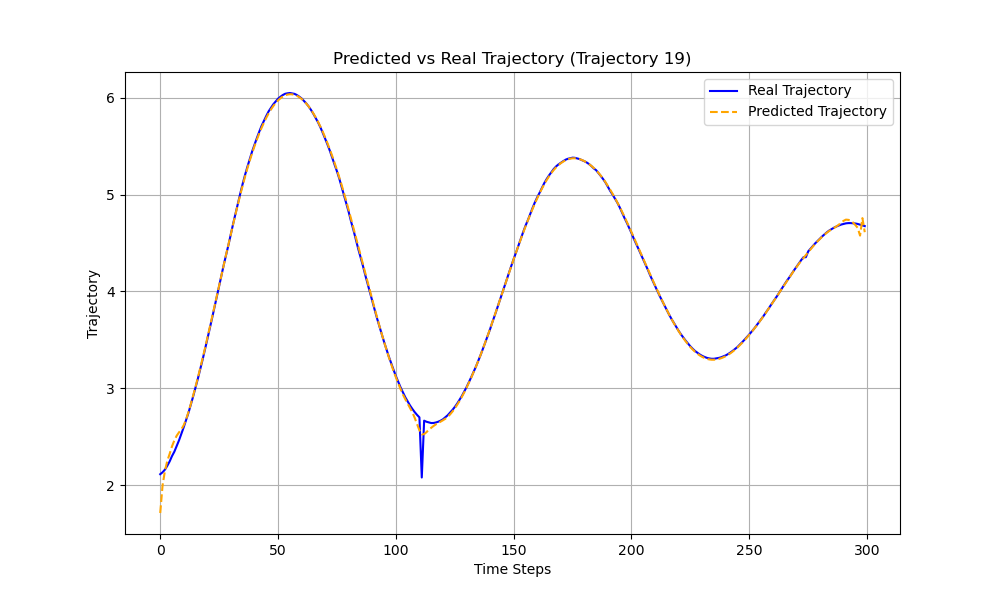 Predicted vs Real Trajectory (Trajectory 19)
Real Trajectory
Predicted Trajectory
6
5
4
3
2
Trajectory
0 50 100 150 200 250 300
Time Steps